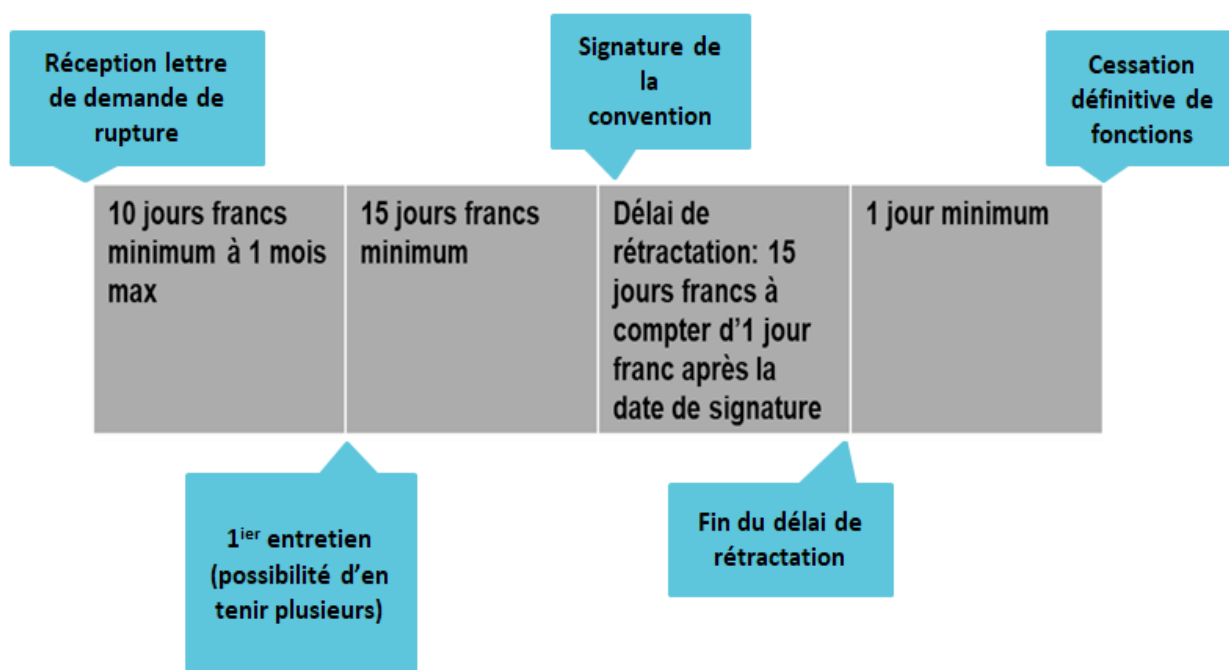 Réception lettre
de demande de
rupture
Signature de
la
convention
Cessation
définitive de
fonctions
10 jours francs
minimum à 1 mois
max
15 jours francs
minimum
Délai de
rétractation: 15
jours francs à
compter d'1 jour
franc après la
date de signature
1 jour minimum
1ier entretien
(possibilité d'en
tenir plusieurs)
Fin du délai de
rétractation